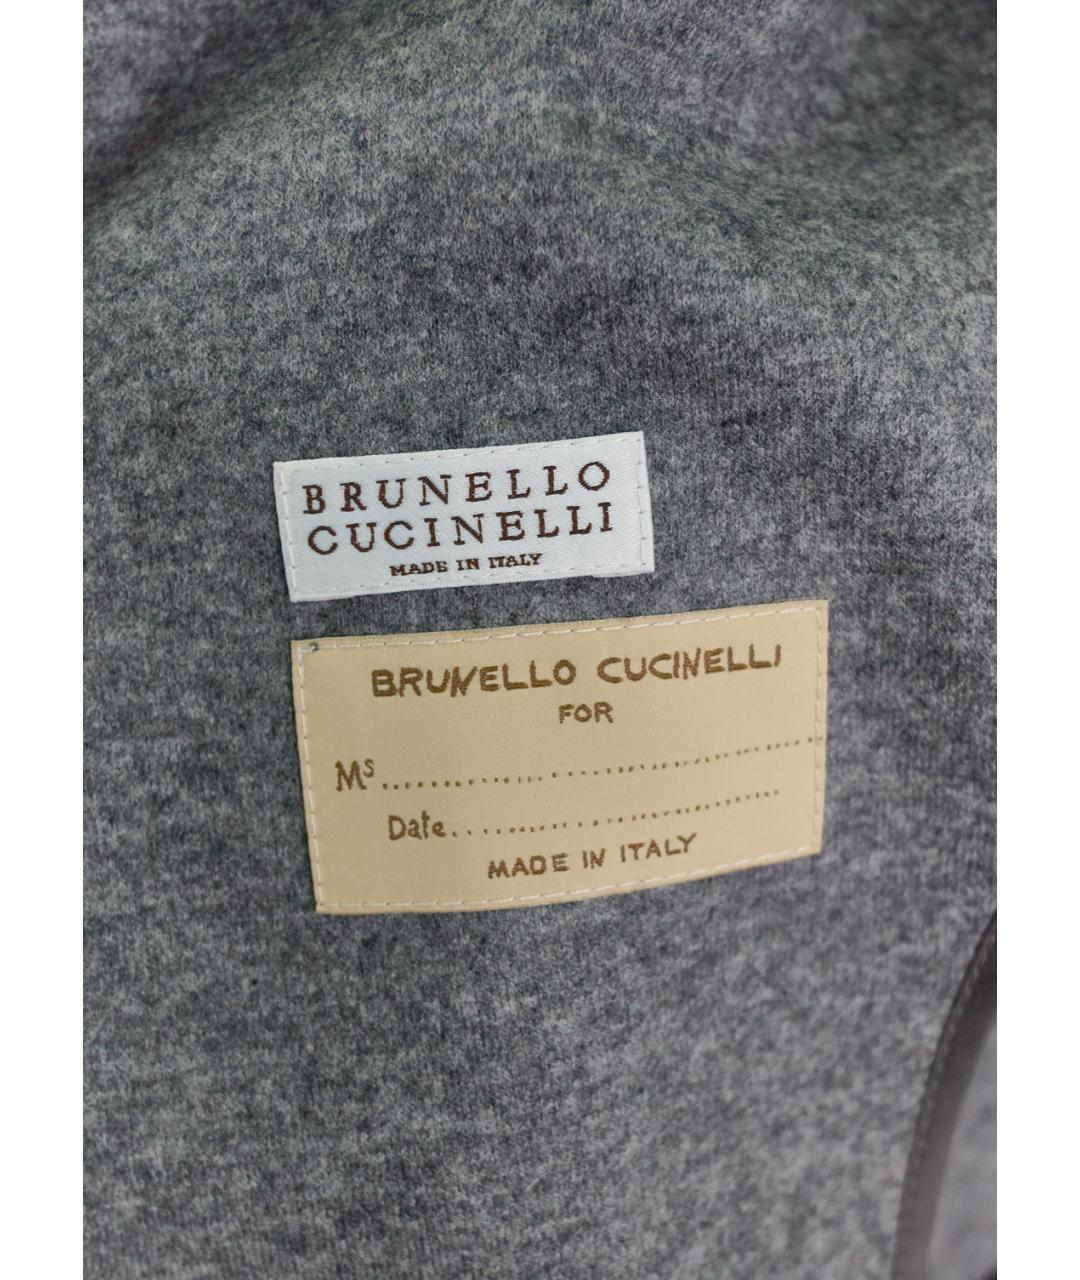 BRUNELLO
CUCINELLI
MADE IN ITALY
BRUNELLO CUCINELLI
FOR
Ms....................................
Date............................
MADE IN ITALY